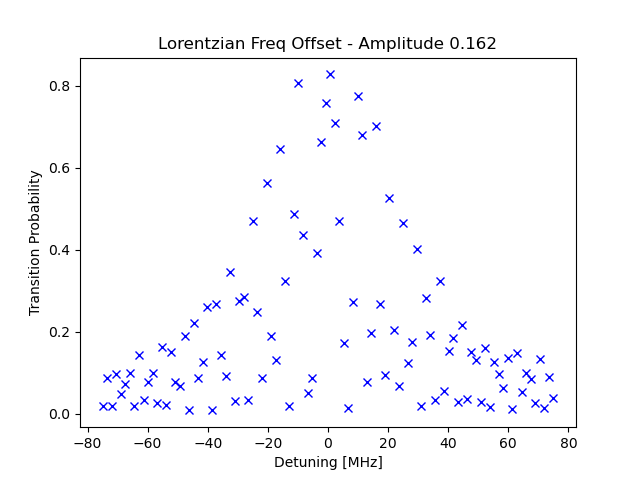 Lorentzian Freq Offset - Amplitude 0.162
Transition Probability
0.8
0.6
0.4
0.2
0.0
−80 −60 −40 −20 0 20 40 60 80
Detuning [MHz]